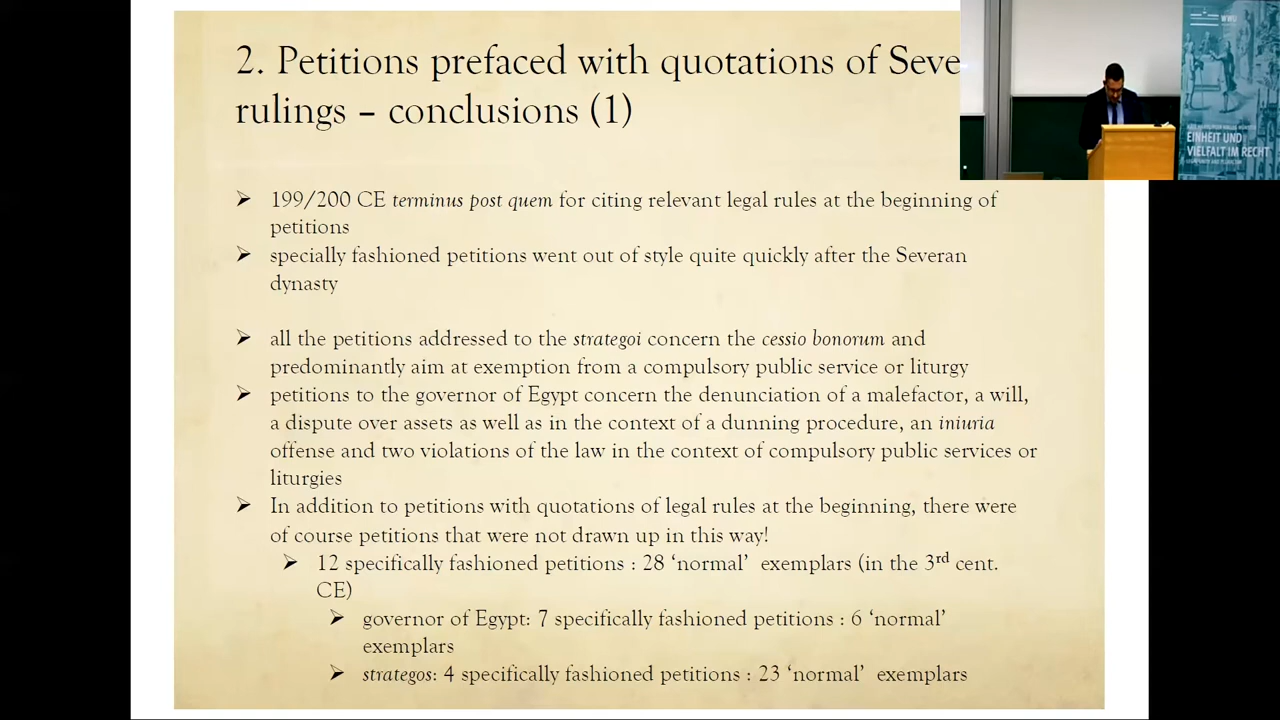 2. Petitions prefaced with quotations of Seve
rulings – conclusions (1)
WWU
EINHEIT UND
VIELFALT IM RECHT
➢ 199/200 CE terminus post quem for citing relevant legal rules at the beginning of
petitions
➢ specially fashioned petitions went out of style quite quickly after the Severan
dynasty
➢ all the petitions addressed to the strategoi concern the cessio bonorum and
predominantly aim at exemption from a compulsory public service or liturgy
➢ petitions to the governor of Egypt concern the denunciation of a malefactor, a will,
a dispute over assets as well as in the context of a dunning procedure, an iniuria
offense and two violations of the law in the context of compulsory public services or
liturgies
➢ In addition to petitions with quotations of legal rules at the beginning, there were
of course petitions that were not drawn up in this way!
➢ 12 specifically fashioned petitions : 28 ‘normal’ exemplars (in the 3rd cent.
CE)
➢ governor of Egypt: 7 specifically fashioned petitions : 6 ‘normal’
exemplars
➢ strategos: 4 specifically fashioned petitions : 23 ‘normal’ exemplars